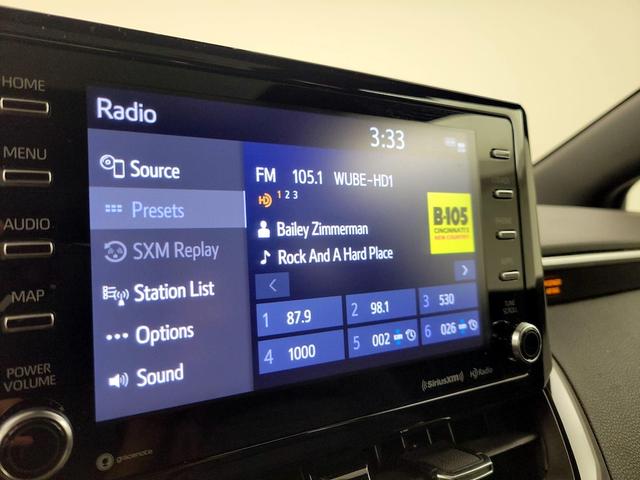 HOME
MENU
AUDIO
MAP
POWER
VOLUME
Radio
3:33
Source
Presets
SXM Replay
Station List
Options
Sound
FM 105.1 WUBE-HD1
HD 1 2 3
Bailey Zimmerman
Rock And A Hard Place
B-105
CINCINNATI'S
NEW COUNTRY
1 87.9
2 98.1
3 530
4 1000
5 002
6 026
TUNE
SCROLL
((SiriusXM))
HD Radio
gracenote